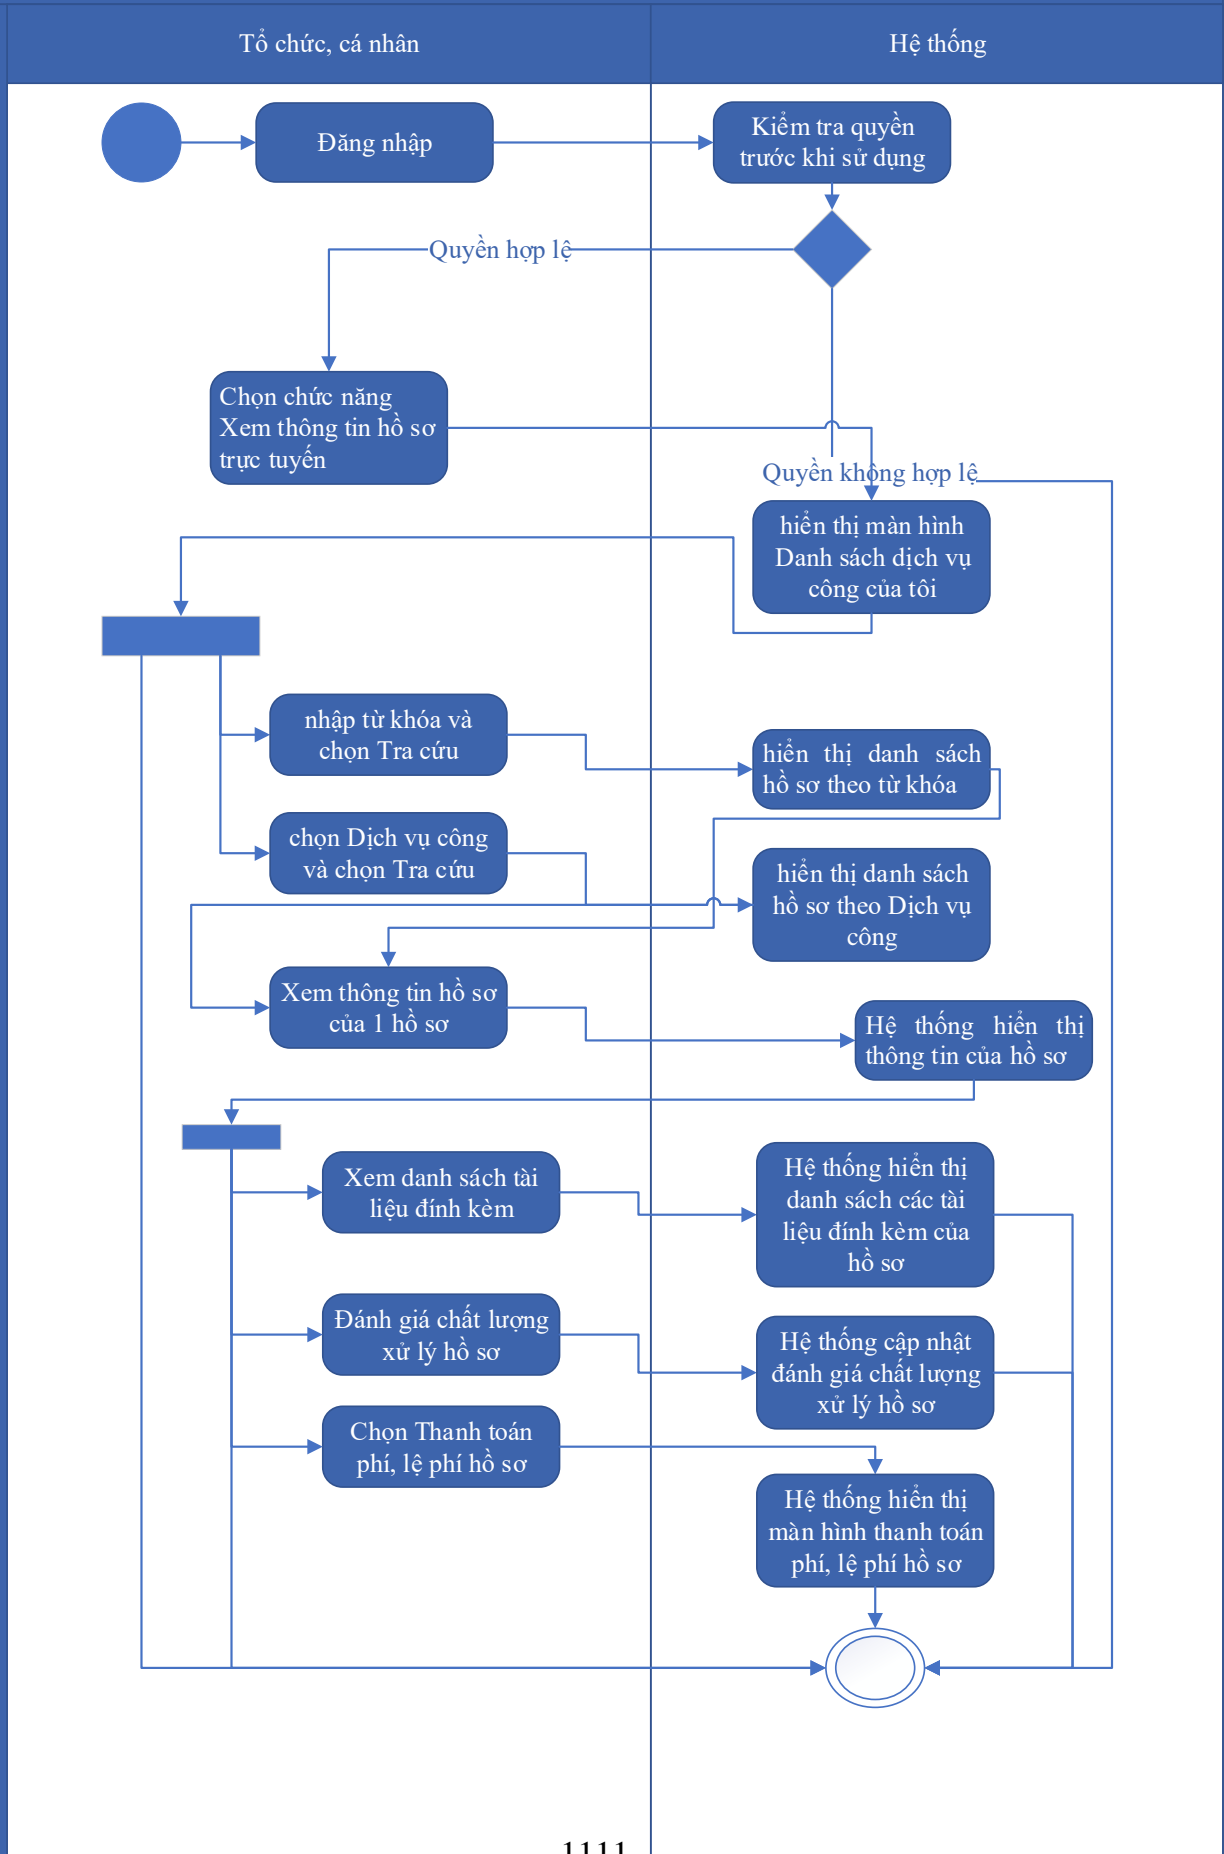 Tổ chức, cá nhân
Hệ thống
Đăng nhập
Kiểm tra quyền
trước khi sử dụng
Quyền hợp lệ
Chọn chức năng
Xem thông tin hồ sơ
trực tuyến
Quyền không hợp lệ
hiển thị màn hình
Danh sách dịch vụ
công của tôi
nhập từ khóa và
chọn Tra cứu
hiển thị danh sách
hồ sơ theo từ khóa
chọn Dịch vụ công
và chọn Tra cứu
hiển thị danh sách
hồ sơ theo Dịch vụ
công
Xem thông tin hồ sơ
của 1 hồ sơ
Hệ thống hiển thị
thông tin của hồ sơ
Xem danh sách tài
liệu đính kèm
Hệ thống hiển thị
danh sách các tài
liệu đính kèm của
hồ sơ
Đánh giá chất lượng
xử lý hồ sơ
Hệ thống cập nhật
đánh giá chất lượng
xử lý hồ sơ
Chọn Thanh toán
phí, lệ phí hồ sơ
Hệ thống hiển thị
màn hình thanh toán
phí, lệ phí hồ sơ
1111